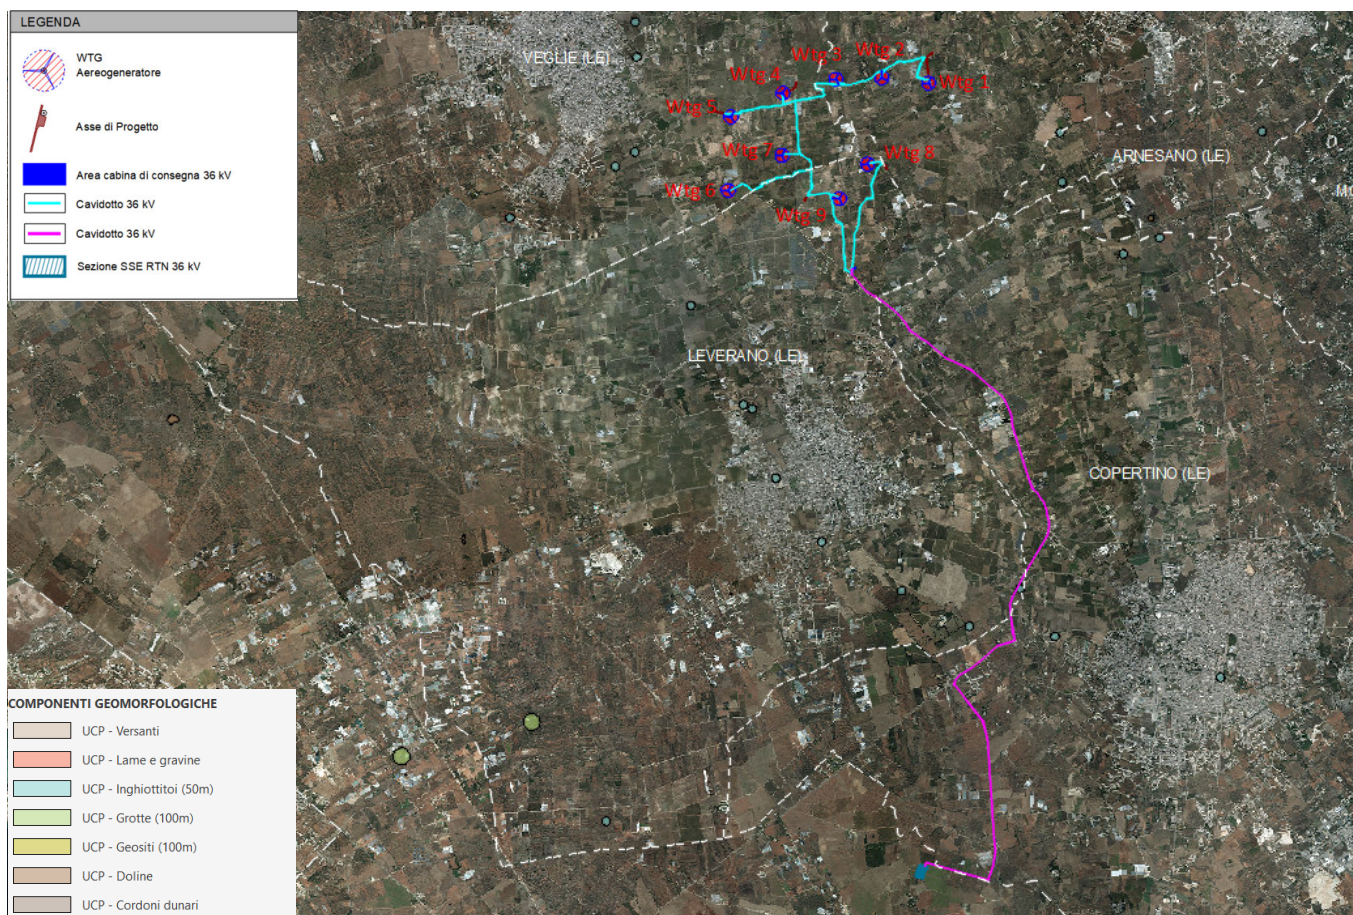 LEGENDA
WTG
Aereogeneratore
Asse di Progetto
Area cabina di consegna 36 kV
Cavidotto 36 kV
Cavidotto 36 kV
Sezione SSE RTN 36 kV
VEGLIE (LE)
Wtg 3
Wtg 2
Wtg 4
Wtg 1
Wtg 5
Wtg 7
Wtg 8
Wtg 6
Wtg 9
ARNESANO (LE)
LEVERANO (LE)
COPERTINO (LE)
COMPONENTI GEOMORFOLOGICHE
UCP - Versanti
UCP - Lame e gravine
UCP - Inghiottitoi (50m)
UCP - Grotte (100m)
UCP - Geositi (100m)
UCP - Doline
UCP - Cordoni dunari